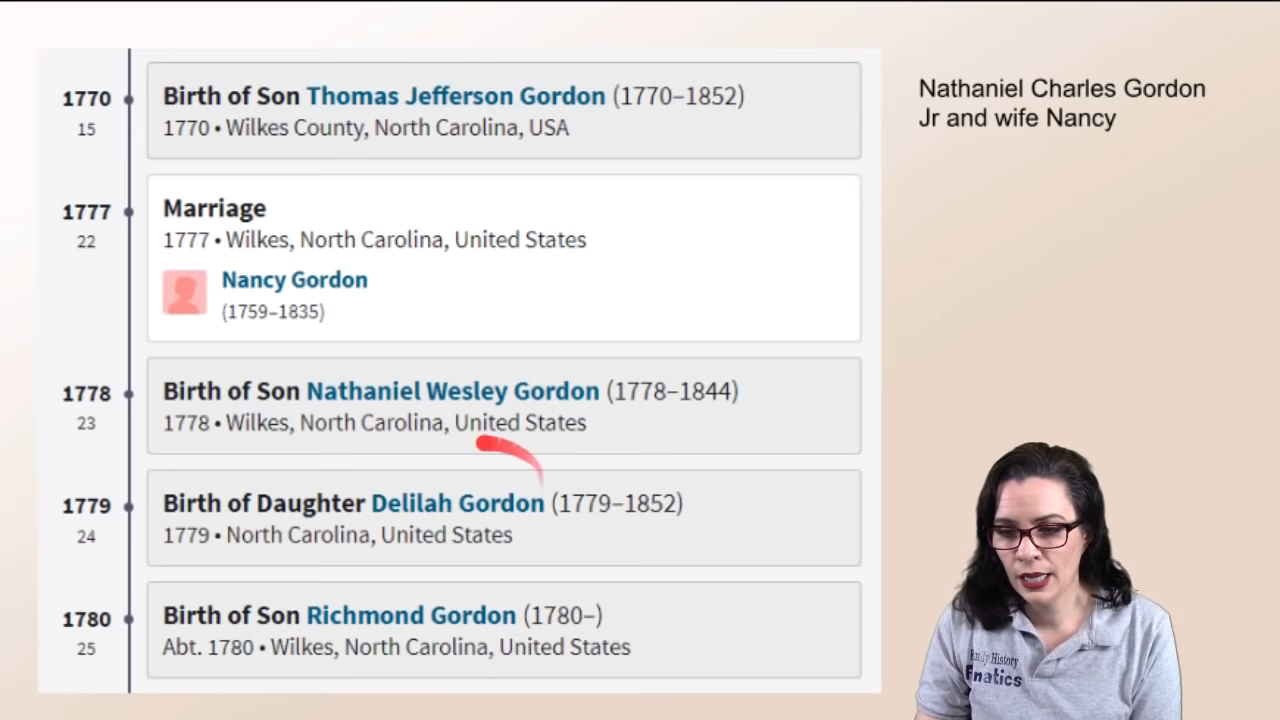 1770
15
Birth of Son Thomas Jefferson Gordon (1770–1852)
1770 • Wilkes County, North Carolina, USA
1777
22
Marriage
1777 • Wilkes, North Carolina, United States
Nancy Gordon
(1759–1835)
1778
23
Birth of Son Nathaniel Wesley Gordon (1778–1844)
1778 • Wilkes, North Carolina, United States
1779
24
Birth of Daughter Delilah Gordon (1779–1852)
1779 • North Carolina, United States
1780
25
Birth of Son Richmond Gordon (1780–)
Abt. 1780 • Wilkes, North Carolina, United States
Nathaniel Charles Gordon
Jr and wife Nancy
History